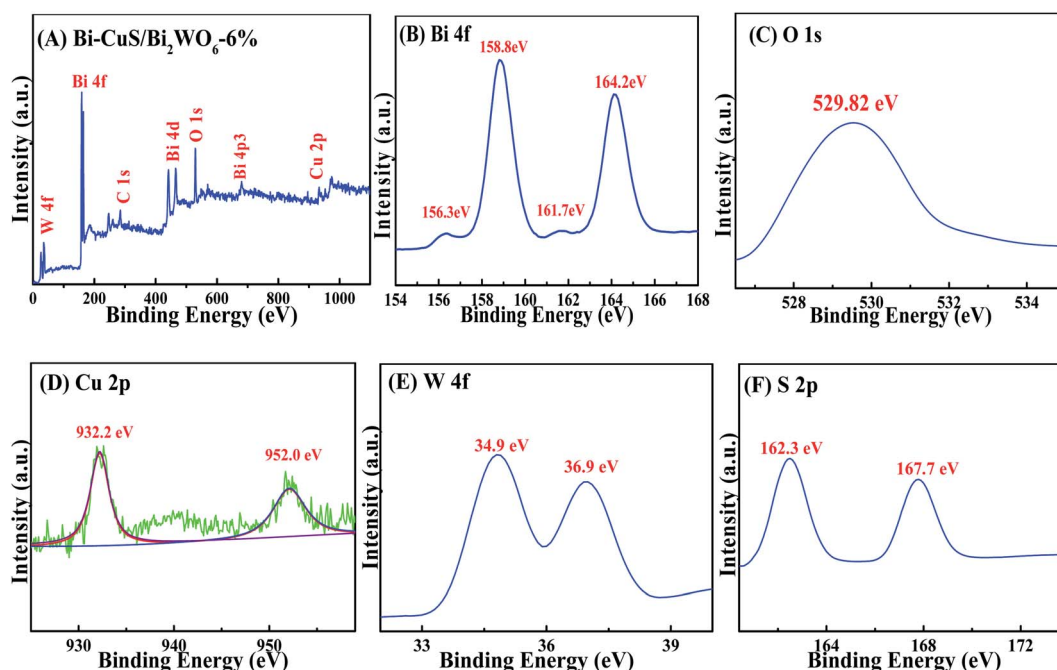 (A) Bi-CuS/Bi₂WO₆-6%
Intensity (a.u.)
W 4f
Bi 4f
C 1s
Bi 4d
O 1s
Bi 4p3
Cu 2p
0 200 400 600 800 1000
Binding Energy (eV)
(B) Bi 4f
Intensity (a.u.)
156.3eV
158.8eV
161.7eV
164.2eV
154 156 158 160 162 164 166 168
Binding Energy (eV)
(C) O 1s
Intensity (a.u.)
529.82 eV
528 530 532 534
Binding Energy (eV)
(D) Cu 2p
Intensity (a.u.)
932.2 eV
952.0 eV
930 940 950
Binding Energy (eV)
(E) W 4f
Intensity (a.u.)
34.9 eV
36.9 eV
33 36 39
Binding Energy (eV)
(F) S 2p
Intensity (a.u.)
162.3 eV
167.7 eV
164 168 172
Binding Energy (eV)